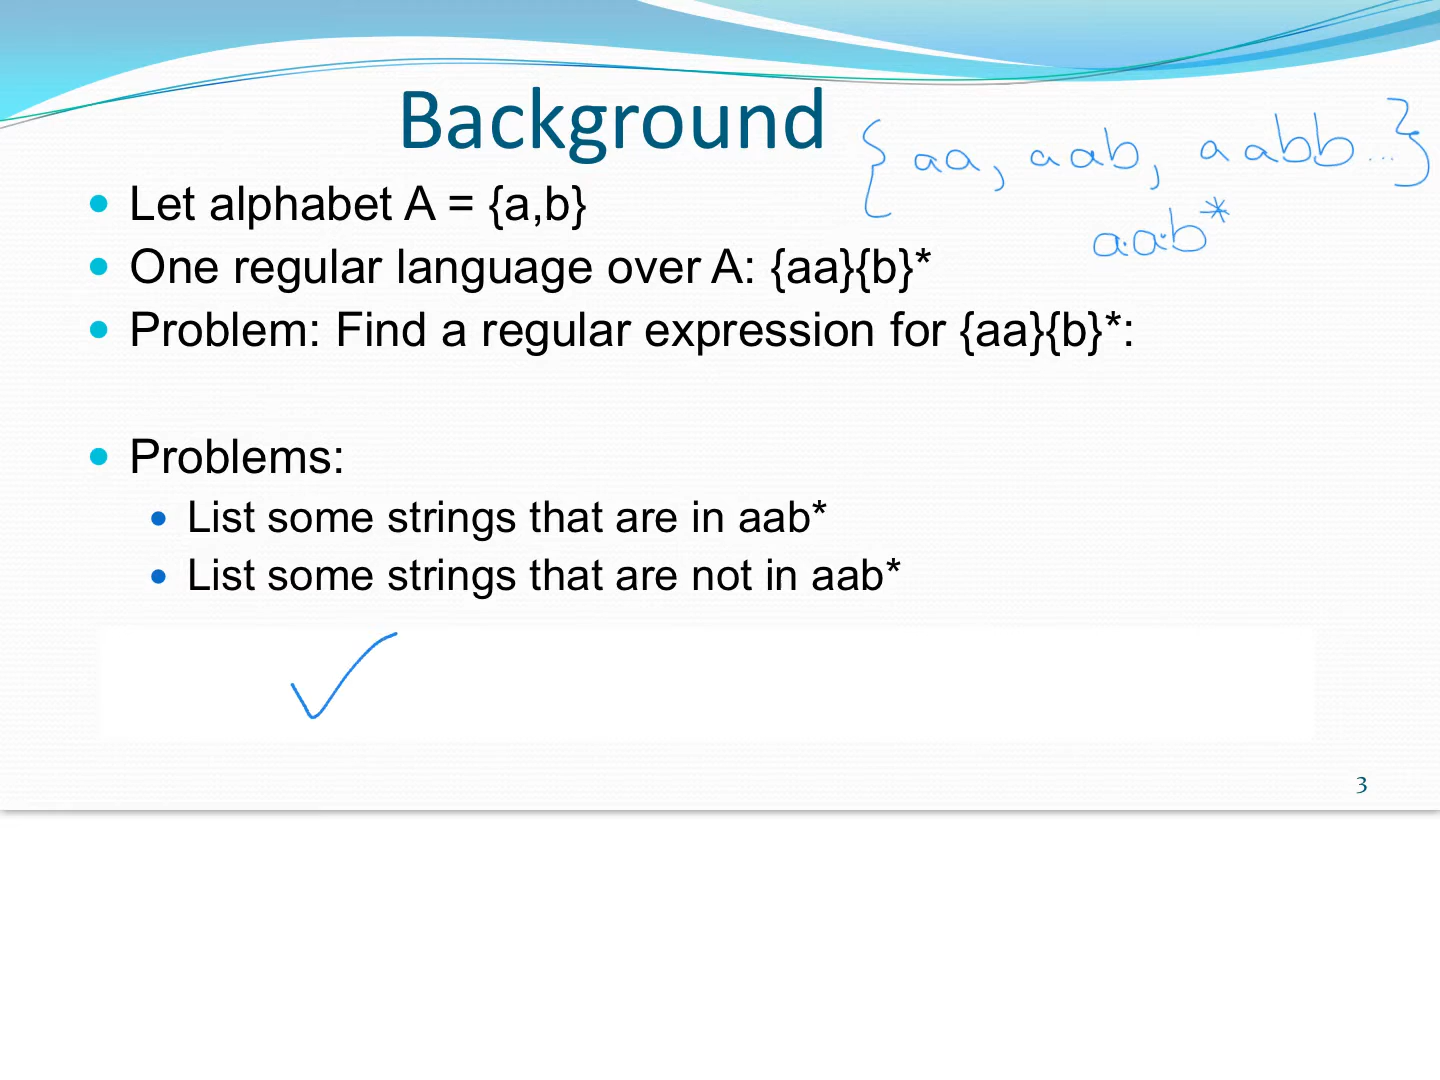 Background
{ aa, aab, aabb...}
Let alphabet A = {a,b}
a·a·b*
One regular language over A: {aa}{b}*
Problem: Find a regular expression for {aa}{b}*:
Problems:
List some strings that are in aab*
List some strings that are not in aab*
3